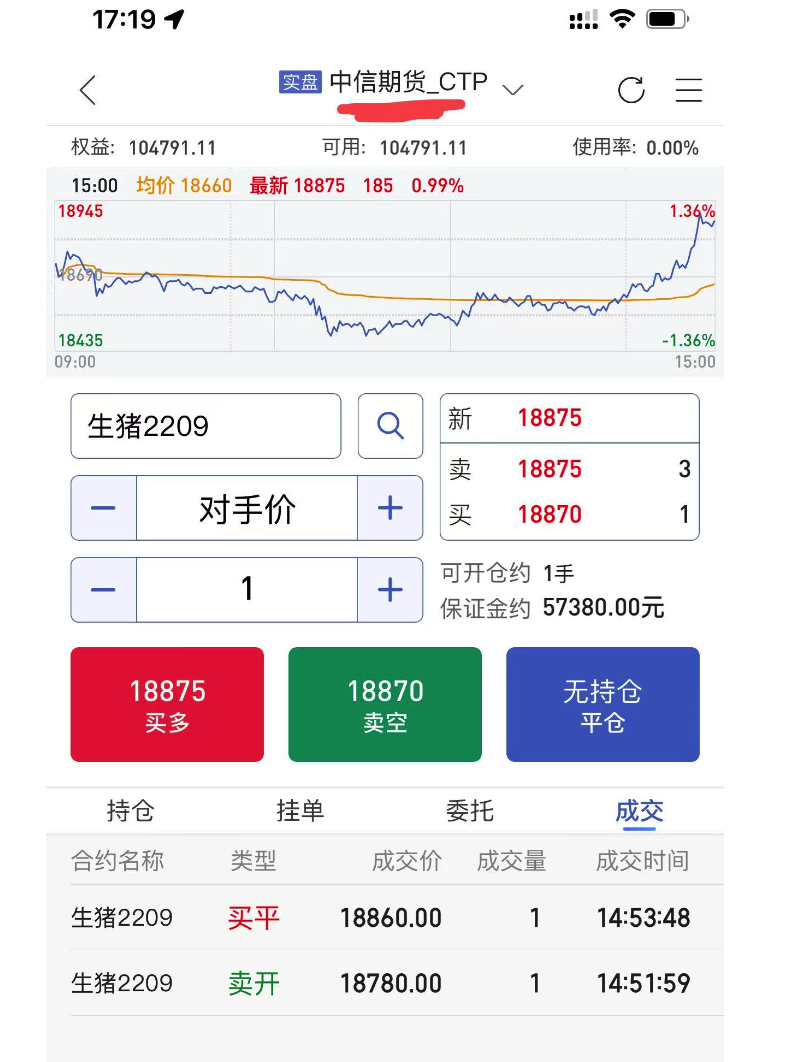 17:19
实盘 中信期货_CTP
权益: 104791.11 可用: 104791.11 使用率: 0.00%
15:00 均价 18660 最新 18875 185 0.99%
18945 1.36%
18690
18435 -1.36%
09:00 15:00
生猪2209
新 18875
卖 18875 3
买 18870 1
对手价
1
可开仓约 1手
保证金约 57380.00元
18875
买多
18870
卖空
无持仓
平仓
持仓 挂单 委托 成交
合约名称 类型 成交价 成交量 成交时间
生猪2209 买平 18860.00 1 14:53:48
生猪2209 卖开 18780.00 1 14:51:59